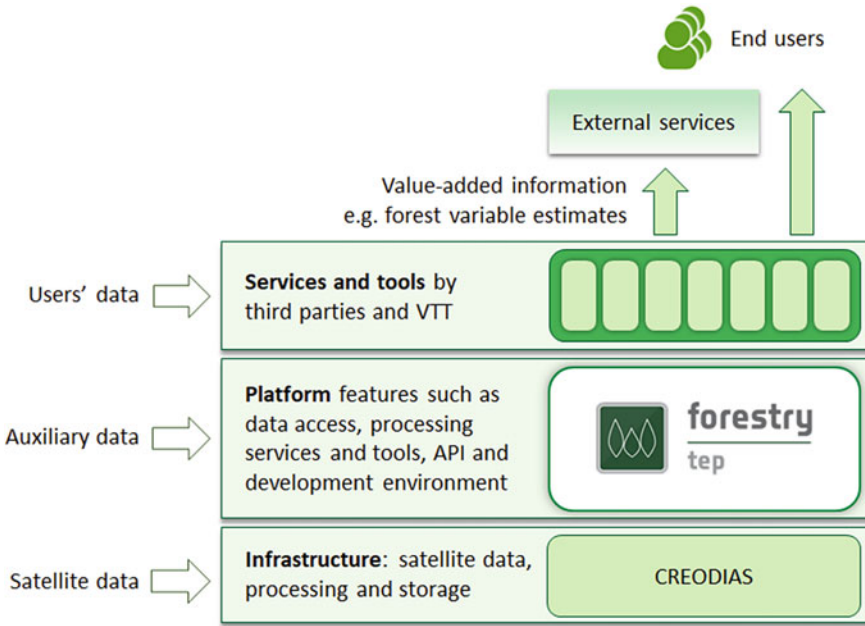 End users
External services
Value-added information
e.g. forest variable estimates
Users' data
Services and tools by
third parties and VTT
Auxiliary data
Platform features such as
data access, processing
services and tools, API and
development environment
forestry
tep
Satellite data
Infrastructure: satellite data,
processing and storage
CREODIAS